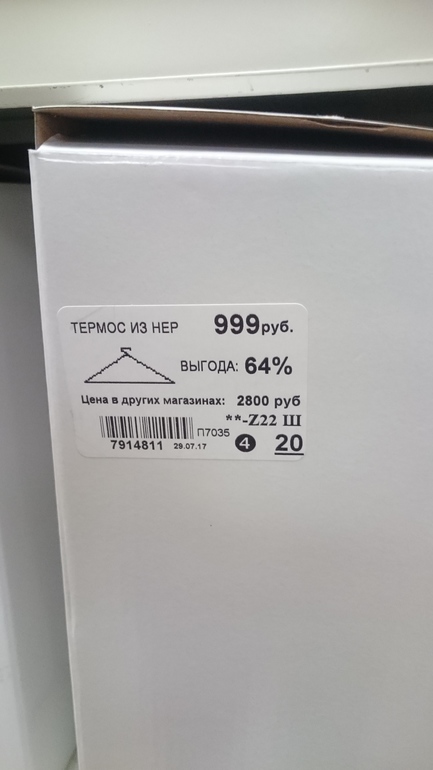 ТЕРМОС ИЗ НЕР 999руб.
ВЫГОДА: 64%
Цена в других магазинах: 2800 руб
**-Z22 Ш
П7035
7914811 29.07.17 4 20